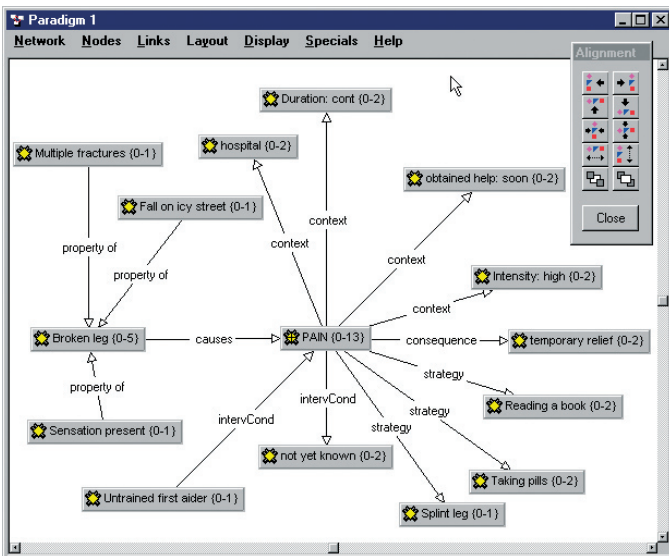 Paradigm 1
Network Nodes Links Layout Display Specials Help
Alignment
Duration: cont {0-2}
hospital {0-2}
Multiple fractures {0-1}
obtained help: soon {0-2}
Fall on icy street {0-1}
Close
context
property of
context
context
property of
Intensity: high {0-2}
context
Broken leg {0-5}
causes
PAIN {0-13}
consequence
temporary relief {0-2}
strategy
property of
intervCond
Reading a book {0-2}
strategy
intervCond
strategy
Sensation present {0-1}
not yet known {0-2}
Taking pills {0-2}
Untrained first aider {0-1}
Splint leg {0-1}